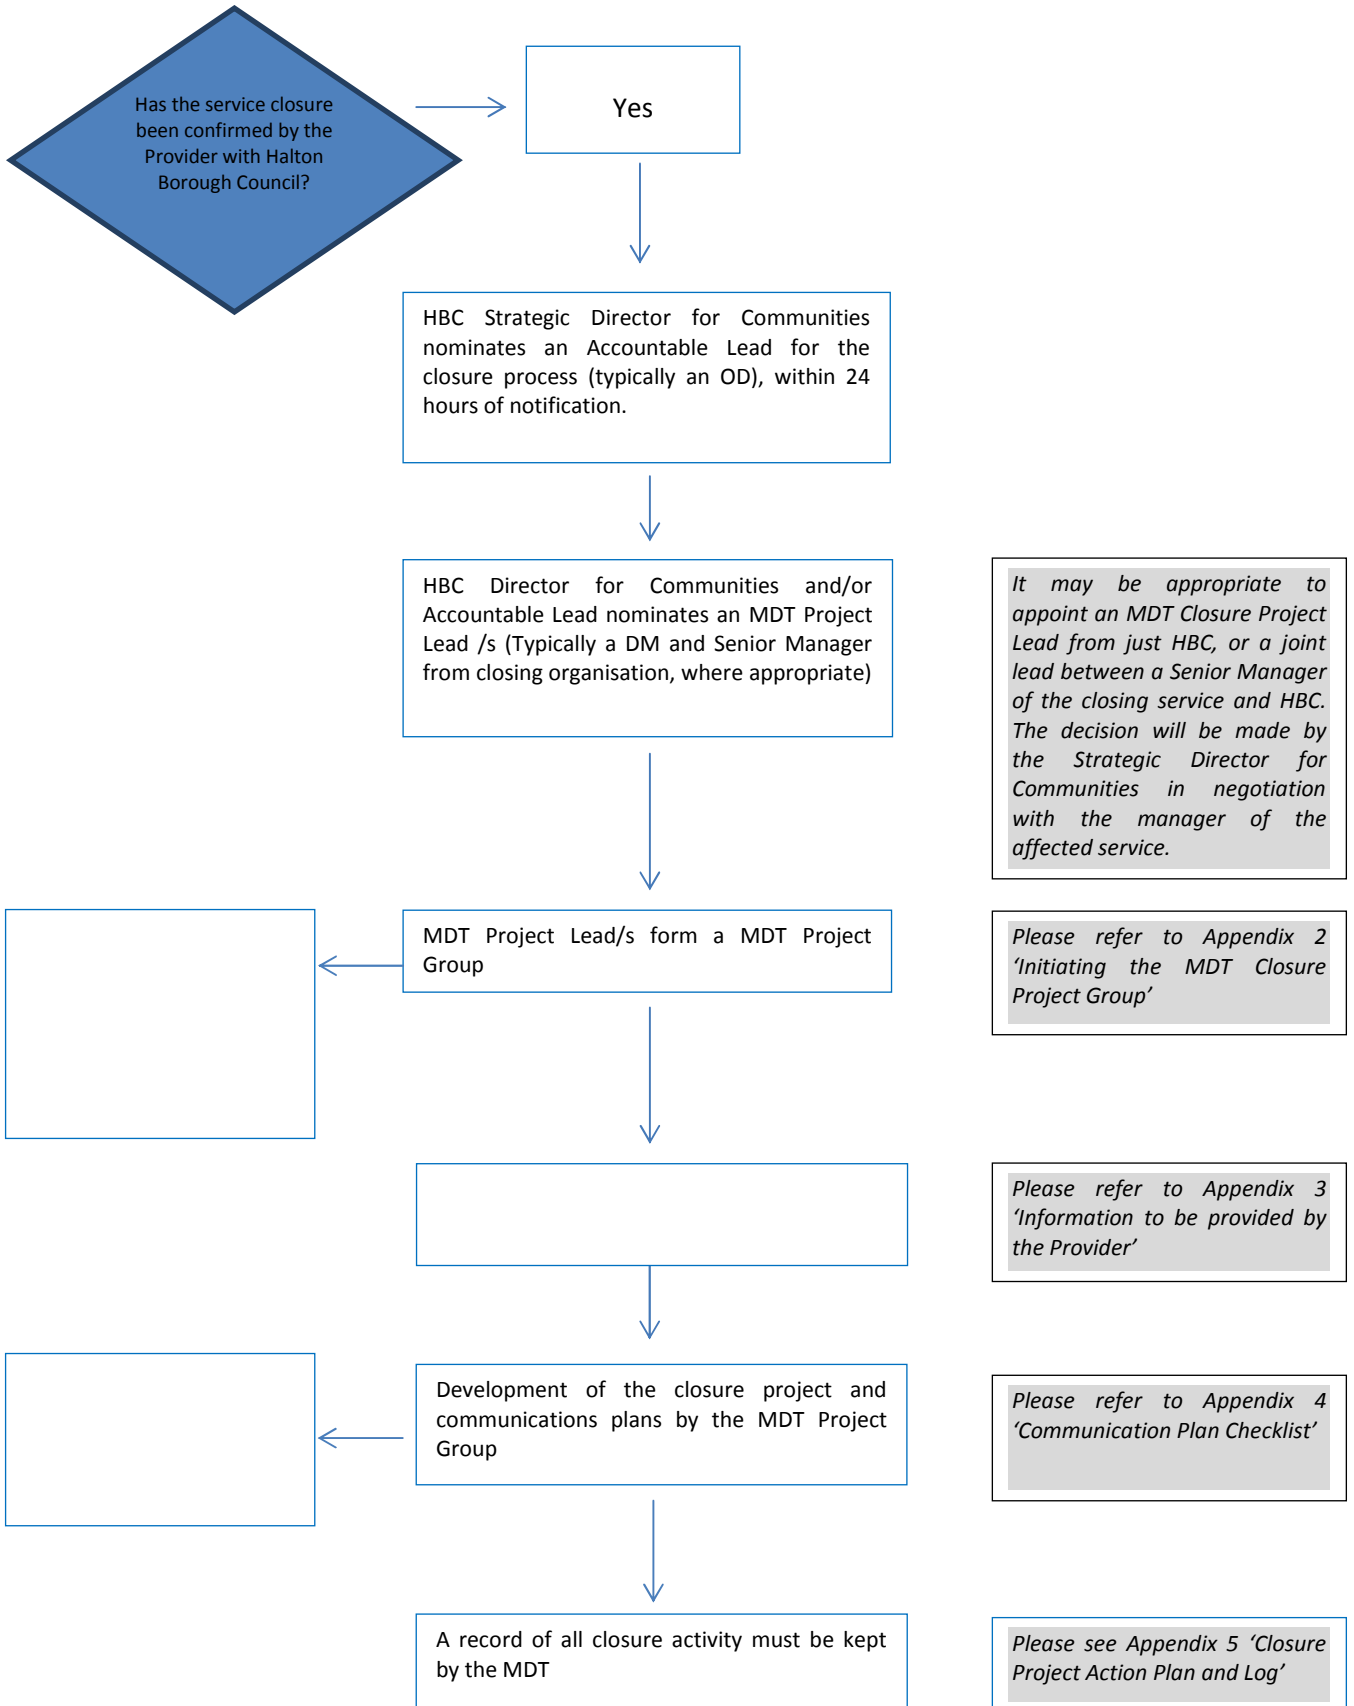 Has the service closure
been confirmed by the
Provider with Halton
Borough Council?
Yes
HBC Strategic Director for Communities
nominates an Accountable Lead for the
closure process (typically an OD), within 24
hours of notification.
HBC Director for Communities and/or
Accountable Lead nominates an MDT Project
Lead /s (Typically a DM and Senior Manager
from closing organisation, where appropriate)
It may be appropriate to
appoint an MDT Closure Project
Lead from just HBC, or a joint
lead between a Senior Manager
of the closing service and HBC.
The decision will be made by
the Strategic Director for
Communities in negotiation
with the manager of the
affected service.
MDT Project Lead/s form a MDT Project
Group
Please refer to Appendix 2
‘Initiating the MDT Closure
Project Group’
Please refer to Appendix 3
‘Information to be provided by
the Provider’
Development of the closure project and
communications plans by the MDT Project
Group
Please refer to Appendix 4
‘Communication Plan Checklist’
A record of all closure activity must be kept
by the MDT
Please see Appendix 5 ‘Closure
Project Action Plan and Log’